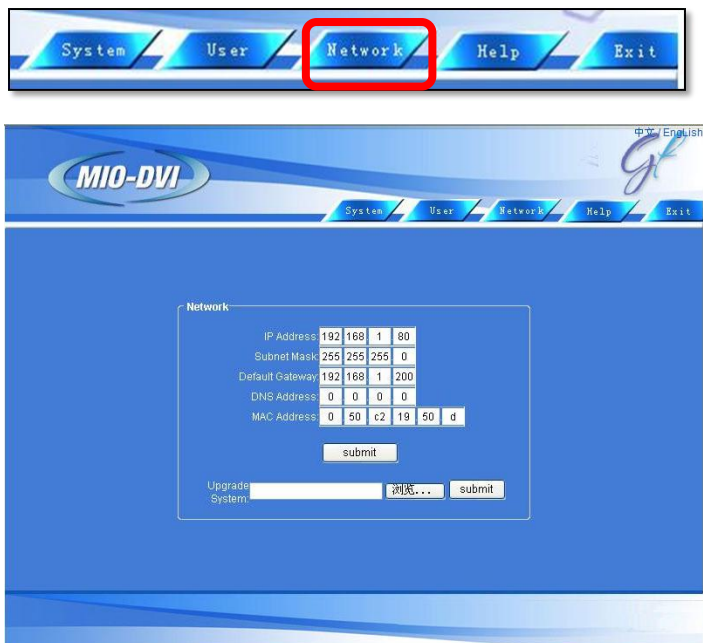 System User Network Help Exit
中文 / EngLish
MIO-DVI
System User Network Help Exit
Network
IP Address: 192 168 1 80
Subnet Mask: 255 255 255 0
Default Gateway: 192 168 1 200
DNS Address: 0 0 0 0
MAC Address: 0 50 c2 19 50 d
submit
Upgrade System: 浏览... submit